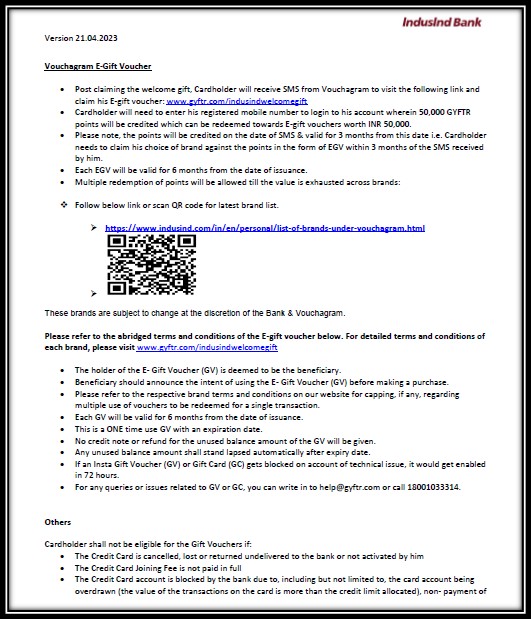 IndusInd Bank
Version 21.04.2023
Vouchagram E-Gift Voucher
• Post claiming the welcome gift, Cardholder will receive SMS from Vouchagram to visit the following link and
claim his E-gift voucher: www.gyftr.com/indusindwelcomegift
• Cardholder will need to enter his registered mobile number to login to his account wherein 50,000 GYFTR
points will be credited which can be redeemed towards E-gift vouchers worth INR 50,000.
• Please note, the points will be credited on the date of SMS & valid for 3 months from this date i.e. Cardholder
needs to claim his choice of brand against the points in the form of EGV within 3 months of the SMS received
by him.
• Each EGV will be valid for 6 months from the date of issuance.
• Multiple redemption of points will be allowed till the value is exhausted across brands:
❖ Follow below link or scan QR code for latest brand list.
➤ https://www.indusind.com/in/en/personal/list-of-brands-under-vouchagram.html
➤
These brands are subject to change at the discretion of the Bank & Vouchagram.
Please refer to the abridged terms and conditions of the E-gift voucher below. For detailed terms and conditions of
each brand, please visit www.gyftr.com/indusindwelcomegift
• The holder of the E- Gift Voucher (GV) is deemed to be the beneficiary.
• Beneficiary should announce the intent of using the E- Gift Voucher (GV) before making a purchase.
• Please refer to the respective brand terms and conditions on our website for capping, if any, regarding
multiple use of vouchers to be redeemed for a single transaction.
• Each GV will be valid for 6 months from the date of issuance.
• This is a ONE time use GV with an expiration date.
• No credit note or refund for the unused balance amount of the GV will be given.
• Any unused balance amount shall stand lapsed automatically after expiry date.
• If an Insta Gift Voucher (GV) or Gift Card (GC) gets blocked on account of technical issue, it would get enabled
in 72 hours.
• For any queries or issues related to GV or GC, you can write in to help@gyftr.com or call 18001033314.
Others
Cardholder shall not be eligible for the Gift Vouchers if:
• The Credit Card is cancelled, lost or returned undelivered to the bank or not activated by him
• The Credit Card Joining Fee is not paid in full
• The Credit Card account is blocked by the bank due to, including but not limited to, the card account being
overdrawn (the value of the transactions on the card is more than the credit limit allocated), non- payment of